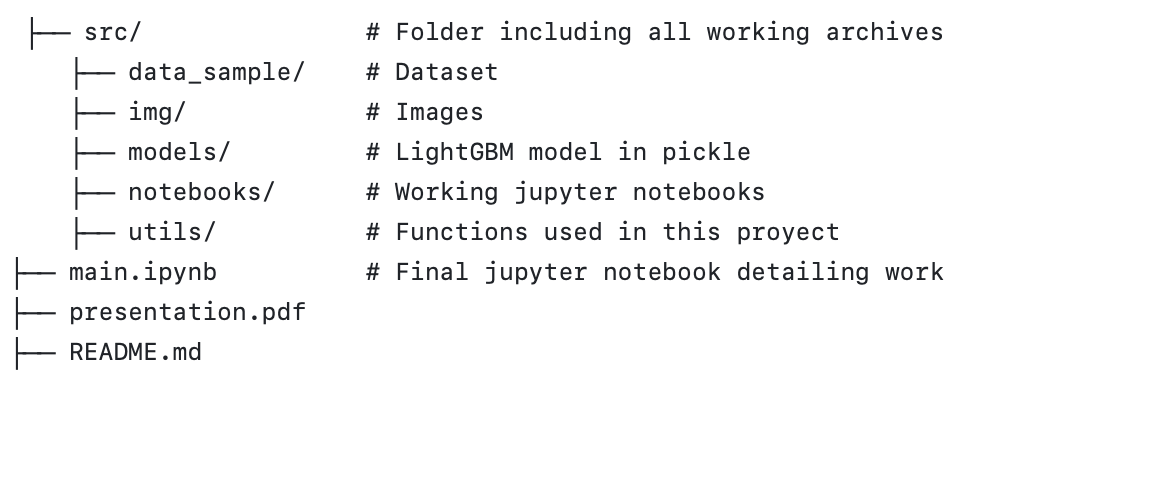 ├── src/ # Folder including all working archives
├── data_sample/ # Dataset
├── img/ # Images
├── models/ # LightGBM model in pickle
├── notebooks/ # Working jupyter notebooks
├── utils/ # Functions used in this proyect
├── main.ipynb # Final jupyter notebook detailing work
├── presentation.pdf
├── README.md